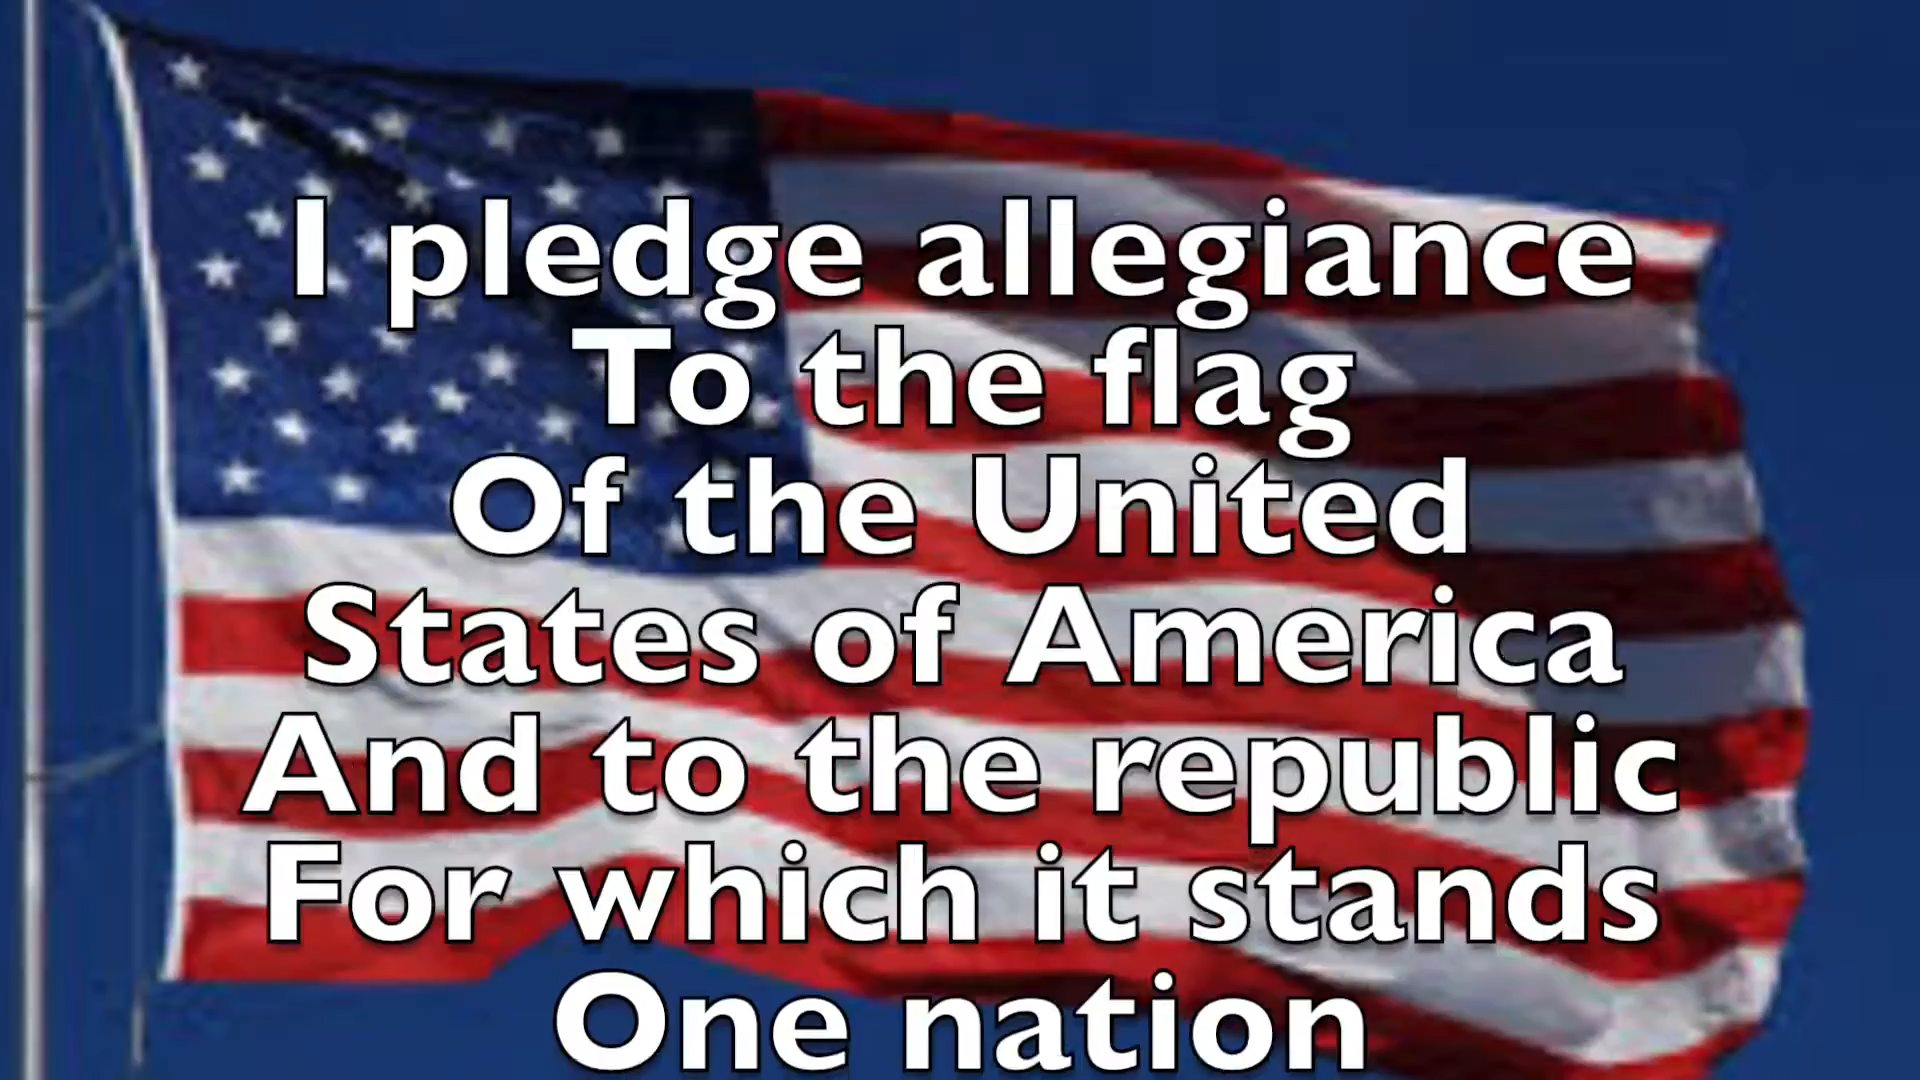 I pledge allegiance
To the flag
Of the United
States of America
And to the republic
For which it stands
One nation